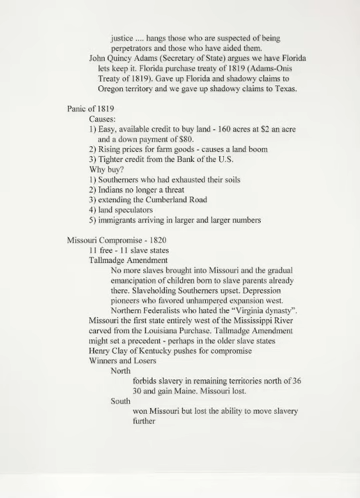 justice .... hangs those who are suspected of being
perpetrators and those who have aided them.
John Quincy Adams (Secretary of State) argues we have Florida
lets keep it. Florida purchase treaty of 1819 (Adams-Onis
Treaty of 1819). Gave up Florida and shadowy claims to
Oregon territory and we gave up shadowy claims to Texas.
Panic of 1819
Causes:
1) Easy, available credit to buy land - 160 acres at $2 an acre
and a down payment of $80.
2) Rising prices for farm goods - causes a land boom
3) Tighter credit from the Bank of the U.S.
Why buy?
1) Southerners who had exhausted their soils
2) Indians no longer a threat
3) extending the Cumberland Road
4) land speculators
5) immigrants arriving in larger and larger numbers
Missouri Compromise - 1820
11 free - 11 slave states
Tallmadge Amendment
No more slaves brought into Missouri and the gradual
emancipation of children born to slave parents already
there. Slaveholding Southerners upset. Depression
pioneers who favored unhampered expansion west.
Northern Federalists who hated the "Virginia dynasty".
Missouri the first state entirely west of the Mississippi River
carved from the Louisiana Purchase. Tallmadge Amendment
might set a precedent - perhaps in the older slave states
Henry Clay of Kentucky pushes for compromise
Winners and Losers
North
forbids slavery in remaining territories north of 36
30 and gain Maine. Missouri lost.
South
won Missouri but lost the ability to move slavery
further